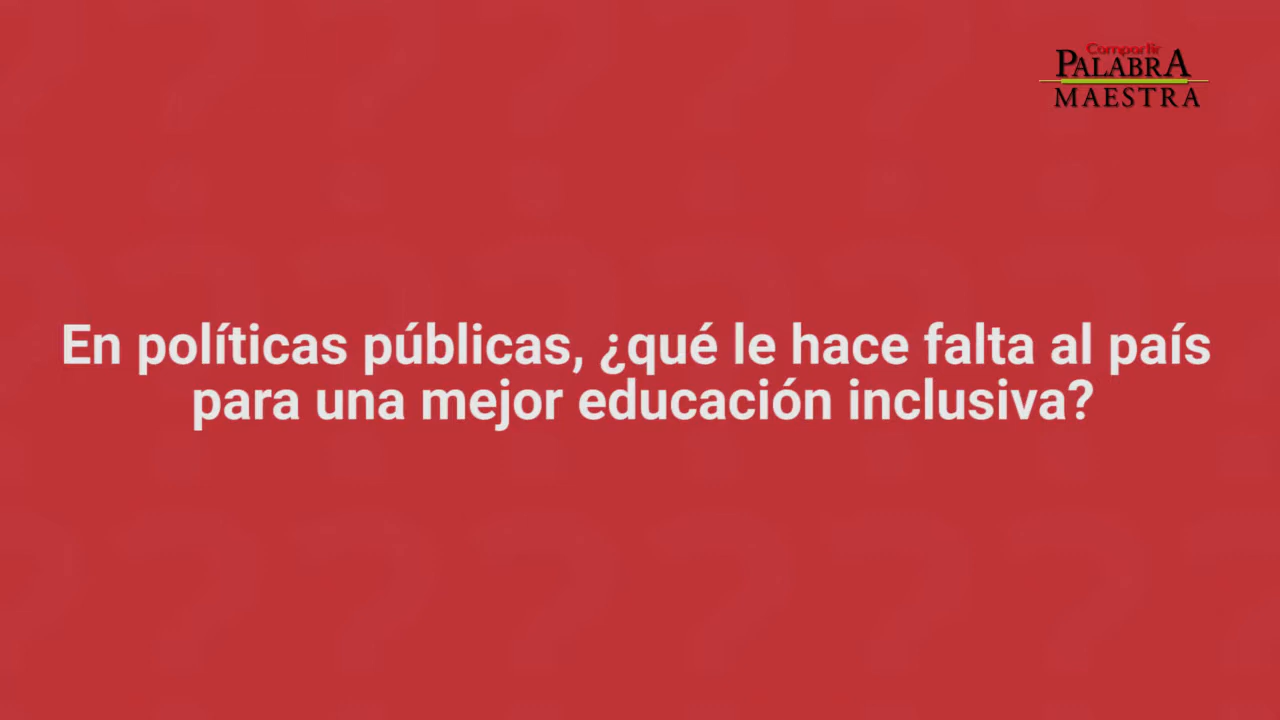 Compartir
PALABRA
MAESTRA
En políticas públicas, ¿qué le hace falta al país
para una mejor educación inclusiva?